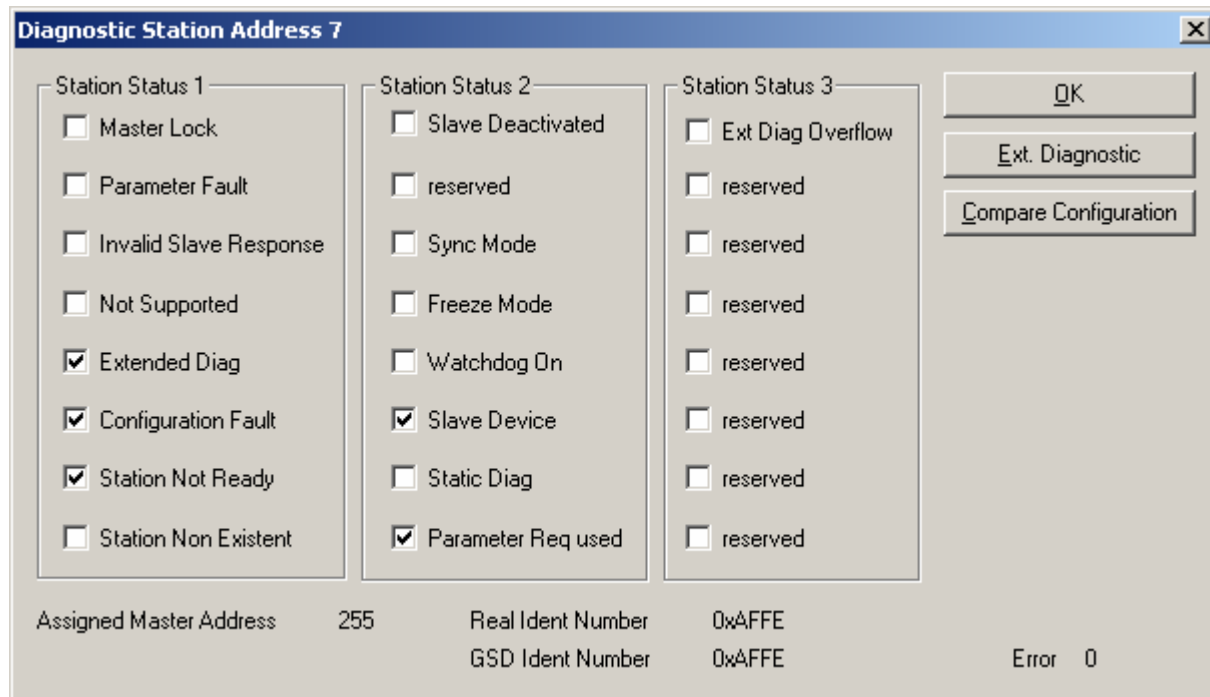 Diagnostic Station Address 7
Station Status 1
Master Lock
Parameter Fault
Invalid Slave Response
Not Supported
Extended Diag
Configuration Fault
Station Not Ready
Station Non Existent
Station Status 2
Slave Deactivated
reserved
Sync Mode
Freeze Mode
Watchdog On
Slave Device
Static Diag
Parameter Req used
Station Status 3
Ext Diag Overflow
reserved
reserved
reserved
reserved
reserved
reserved
reserved
OK
Ext. Diagnostic
Compare Configuration
Assigned Master Address 255
Real Ident Number 0xAFFE
GSD Ident Number 0xAFFE
Error 0